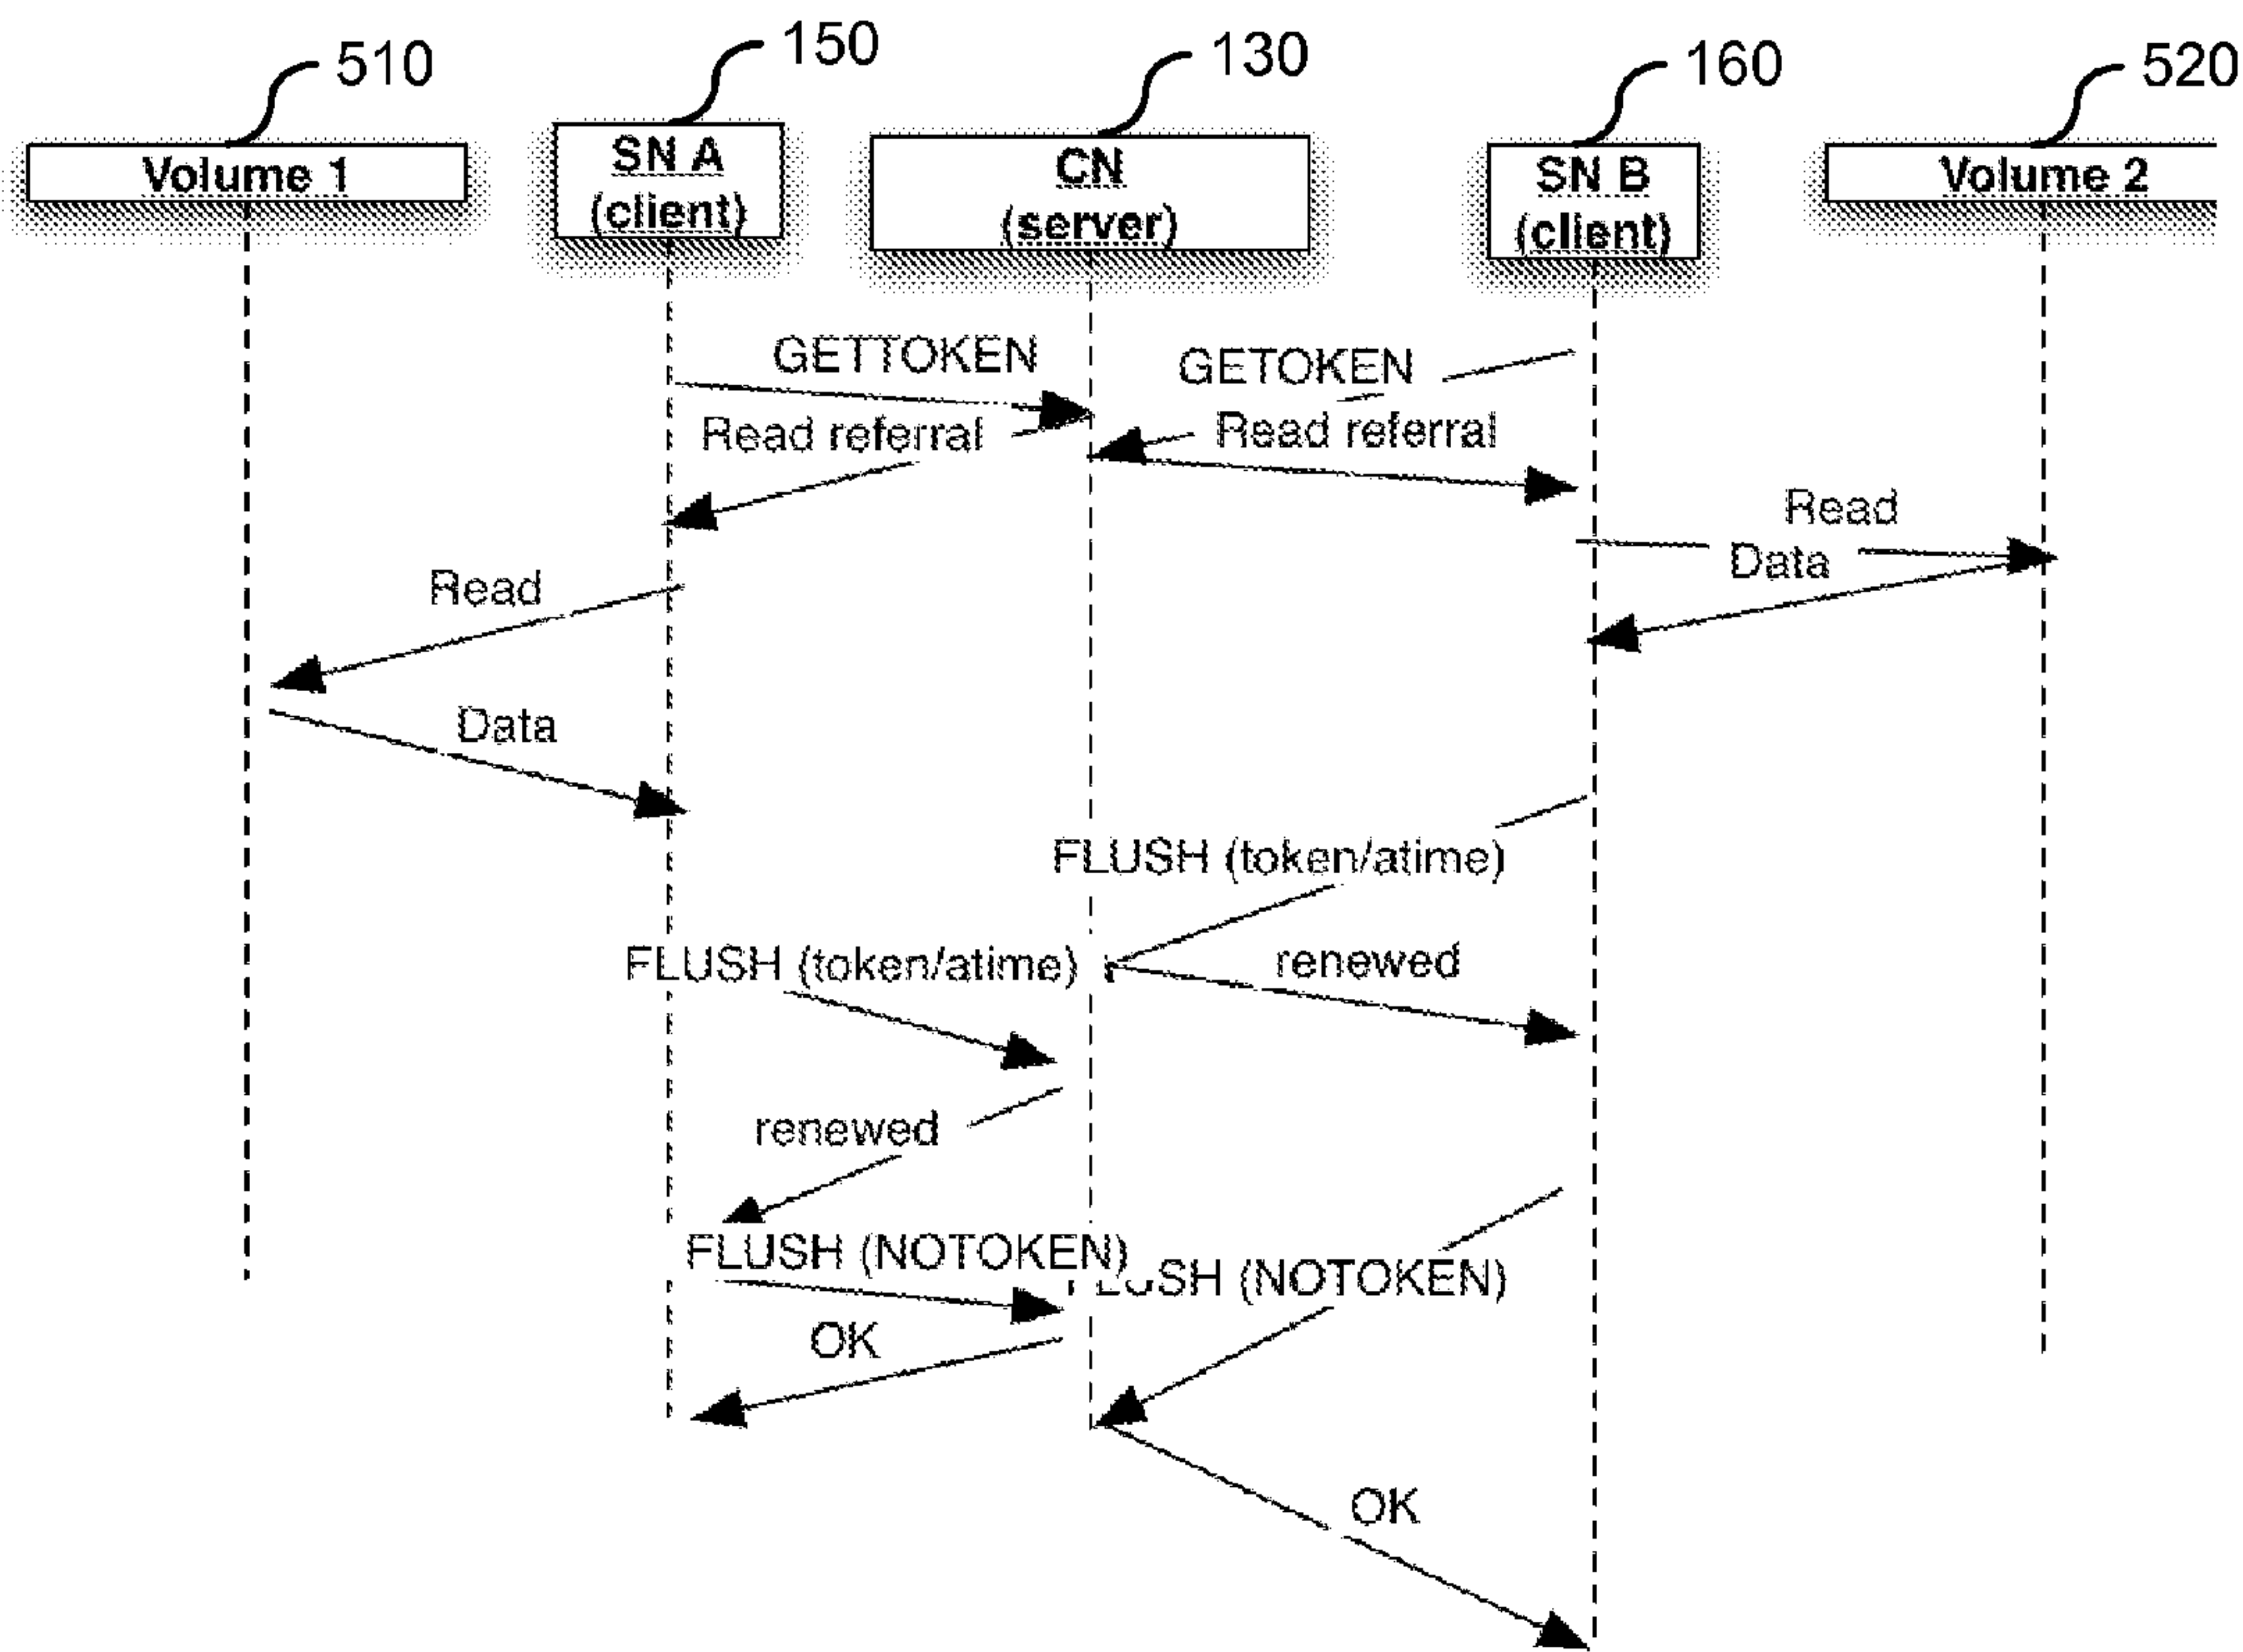 510
150
130
160
520
Volume 1
SN A
(client)
CN
(server)
SN B
(client)
Volume 2
GETTOKEN
GETOKEN
Read referral
Read referral
Read
Data
Read
Data
FLUSH (token/atime)
FLUSH (token/atime)
renewed
renewed
FLUSH (NOTOKEN)
FLUSH (NOTOKEN)
OK
OK